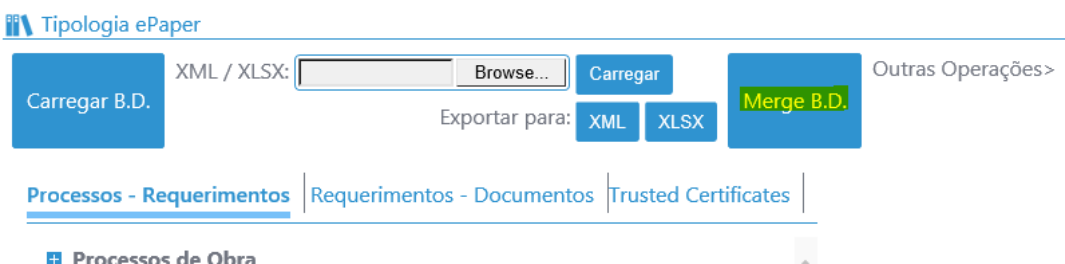 Tipologia ePaper
Carregar B.D.
XML / XLSX:
Browse...
Carregar
Exportar para:
XML
XLSX
Merge B.D.
Outras Operações>
Processos - Requerimentos
Requerimentos - Documentos
Trusted Certificates
Processos de Obra